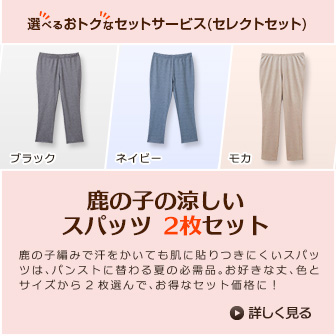 選べるおトクなセットサービス(セレクトセット)
ブラック
ネイビー
モカ
鹿の子の涼しい
スパッツ 2枚セット
鹿の子編みで汗をかいても肌に貼りつきにくいスパッ
ツは、パンストに替わる夏の必需品。お好きな丈、色と
サイズから2枚選んで、お得なセット価格に!
詳しく見る